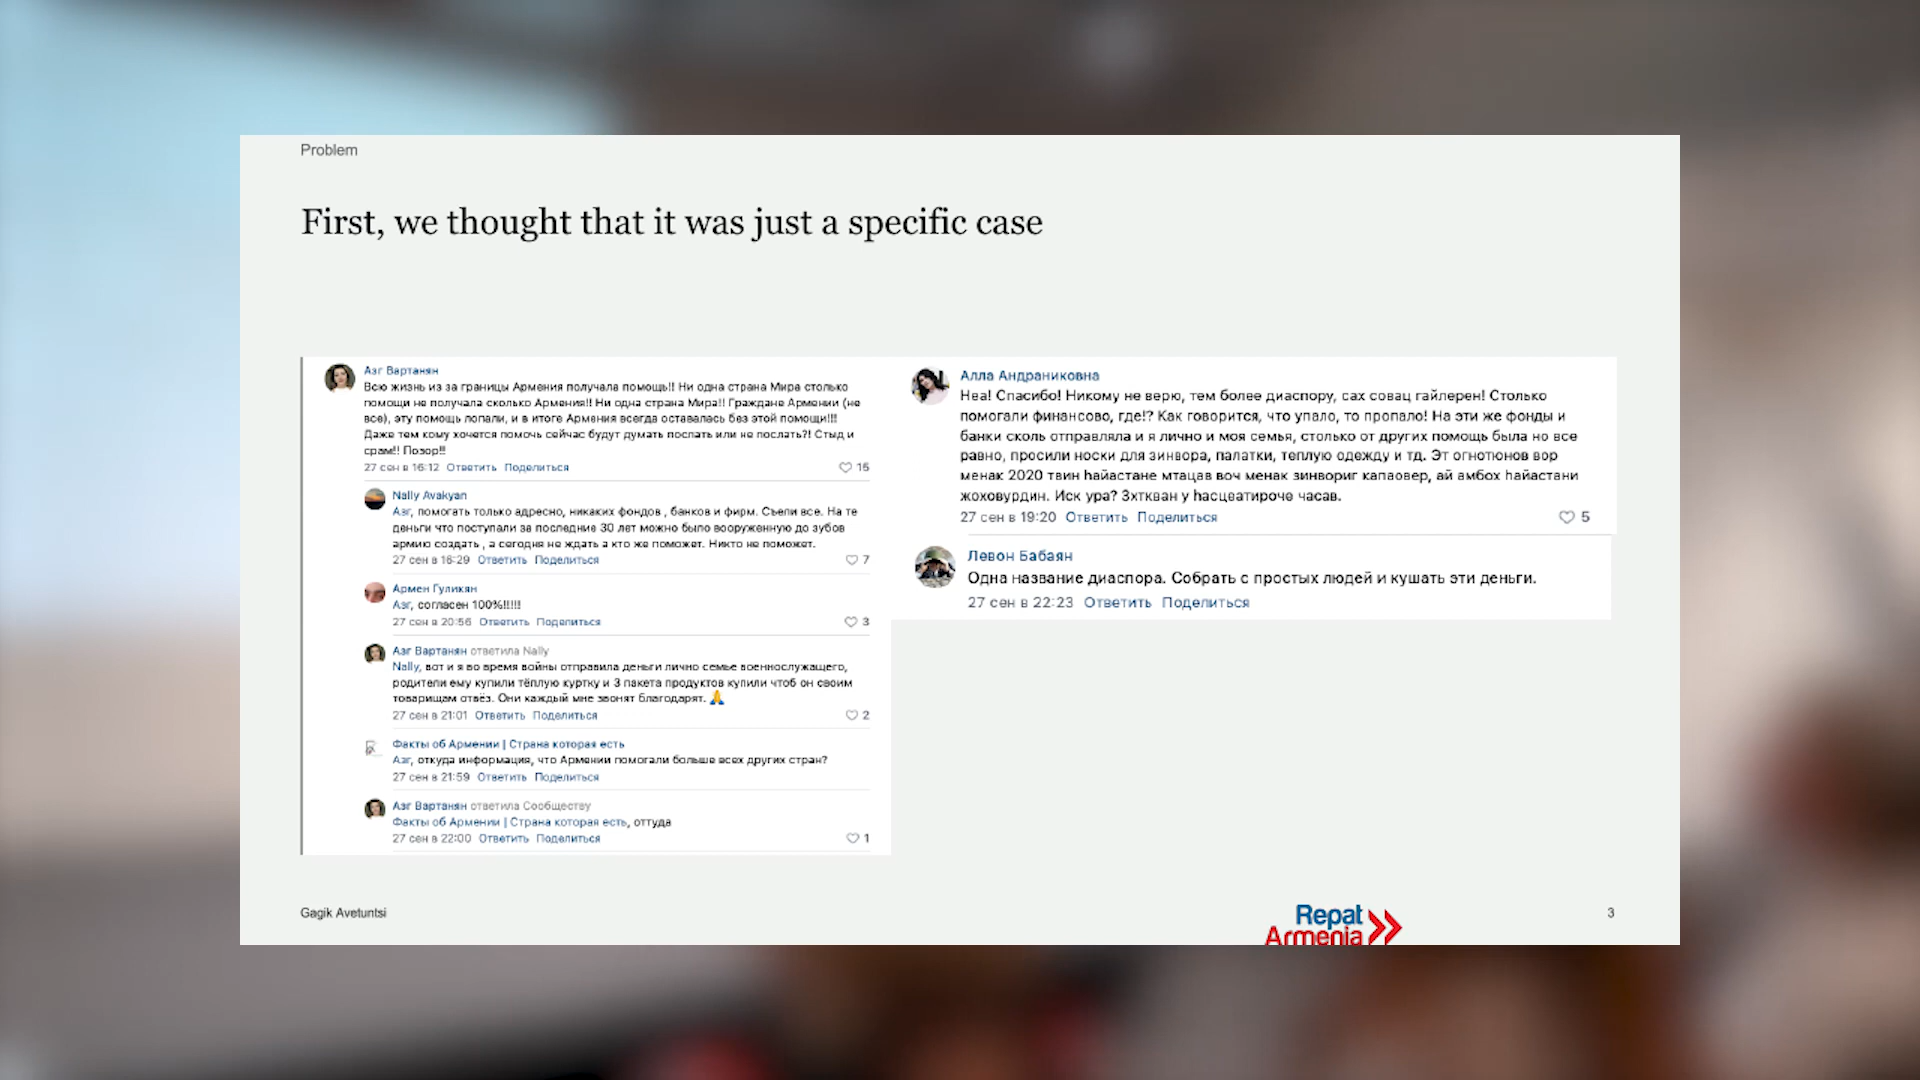 Problem
First, we thought that it was just a specific case
Азг Вартанян
Всю жизнь из за границы Армения получала помощь!! Ни одна страна Мира столько
помощи не получала сколько Армения!! Ни одна страна Мира!! Граждане Армении (не
все), эту помощь лопали, и в итоге Армения всегда оставалась без этой помощи!!!
Даже тем кому хочется помочь сейчас будут думать послать или не послать?! Стыд и
срам!! Позор!!
27 сен в 16:12 Ответить Поделиться 15
Nally Avakyan
Азг, помогать только адресно, никаких фондов , банков и фирм. Съели все. На те
деньги что поступали за последние 30 лет можно было вооруженную до зубов
армию создать , а сегодня не ждать а кто же поможет. Никто не поможет.
27 сен в 16:29 Ответить Поделиться 7
Армен Гуликян
Азг, согласен 100%!!!!!
27 сен в 20:56 Ответить Поделиться 3
Азг Вартанян ответила Nally
Nally, вот и я во время войны отправила деньги лично семье военнослужащего,
родители ему купили тёплую куртку и 3 пакета продуктов купили чтоб он своим
товарищам отвёз. Они каждый мне звонят благодарят. 🙏
27 сен в 21:01 Ответить Поделиться 2
Факты об Армении | Страна которая есть
Азг, откуда информация, что Армении помогали больше всех других стран?
27 сен в 21:59 Ответить Поделиться
Азг Вартанян ответила Сообществу
Факты об Армении | Страна которая есть, оттуда
27 сен в 22:00 Ответить Поделиться 1
Алла Андраниковна
Неа! Спасибо! Никому не верю, тем более диаспору, сах совац гайлерен! Столько
помогали финансово, где!? Как говорится, что упало, то пропало! На эти же фонды и
банки сколь отправляла и я лично и моя семья, столько от других помощь была но все
равно, просили носки для зинвора, палатки, теплую одежду и тд. Эт огнотюнов вор
менак 2020 твин hайастане мтацав воч менак зинвориг капаовер, ай амбох hайастани
жоховурдин. Иск ура? Зхткван у hасцватироче часав.
27 сен в 19:20 Ответить Поделиться 5
Левон Бабаян
Одна название диаспора. Собрать с простых людей и кушать эти деньги.
27 сен в 22:23 Ответить Поделиться
Gagik Avetuntsi
Repat
Armenia
3